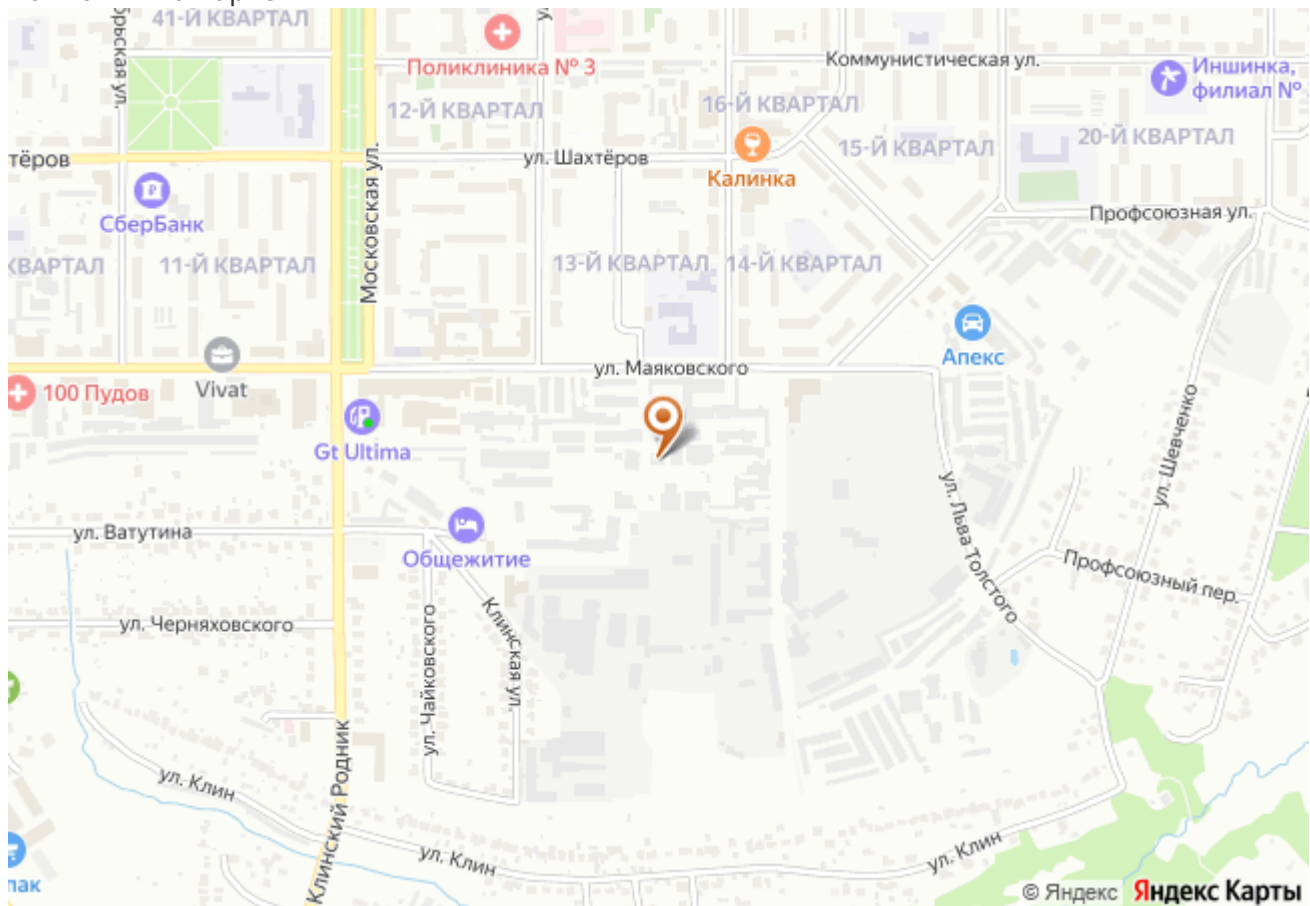 41-Й КВАРТАЛ
Поликлиника № 3
Коммунистическая ул.
Иншинка,
филиал №
12-Й КВАРТАЛ
16-Й КВАРТАЛ
15-Й КВАРТАЛ
20-Й КВАРТАЛ
тёров
ул. Шахтёров
Калинка
СберБанк
Московская ул.
Профсоюзная ул.
КВАРТАЛ
11-Й КВАРТАЛ
13-Й КВАРТАЛ
14-Й КВАРТАЛ
Апекс
ул. Маяковского
100 Пудов
Vivat
Gt Ultima
ул. Шевченко
ул. Ватутина
Общежитие
ул. Льва Толстого
Профсоюзный пер.
ул. Черняховского
Клинская ул.
ул. Чайковского
Клинский Родник
ул. Клин
ул. Клин
ул. Клин
пак
© Яндекс Яндекс Карты